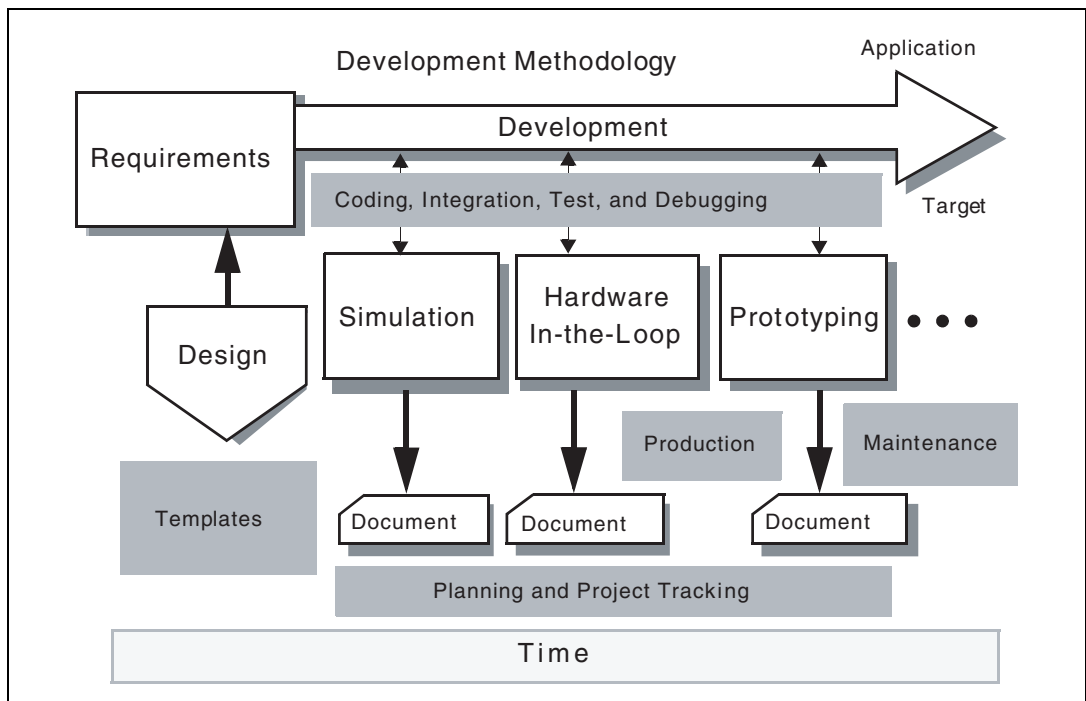 Development Methodology
Application
Development
Requirements
Coding, Integration, Test, and Debugging
Target
Simulation
Hardware
In-the-Loop
Prototyping
Design
Production
Maintenance
Templates
Document
Document
Document
Planning and Project Tracking
Time